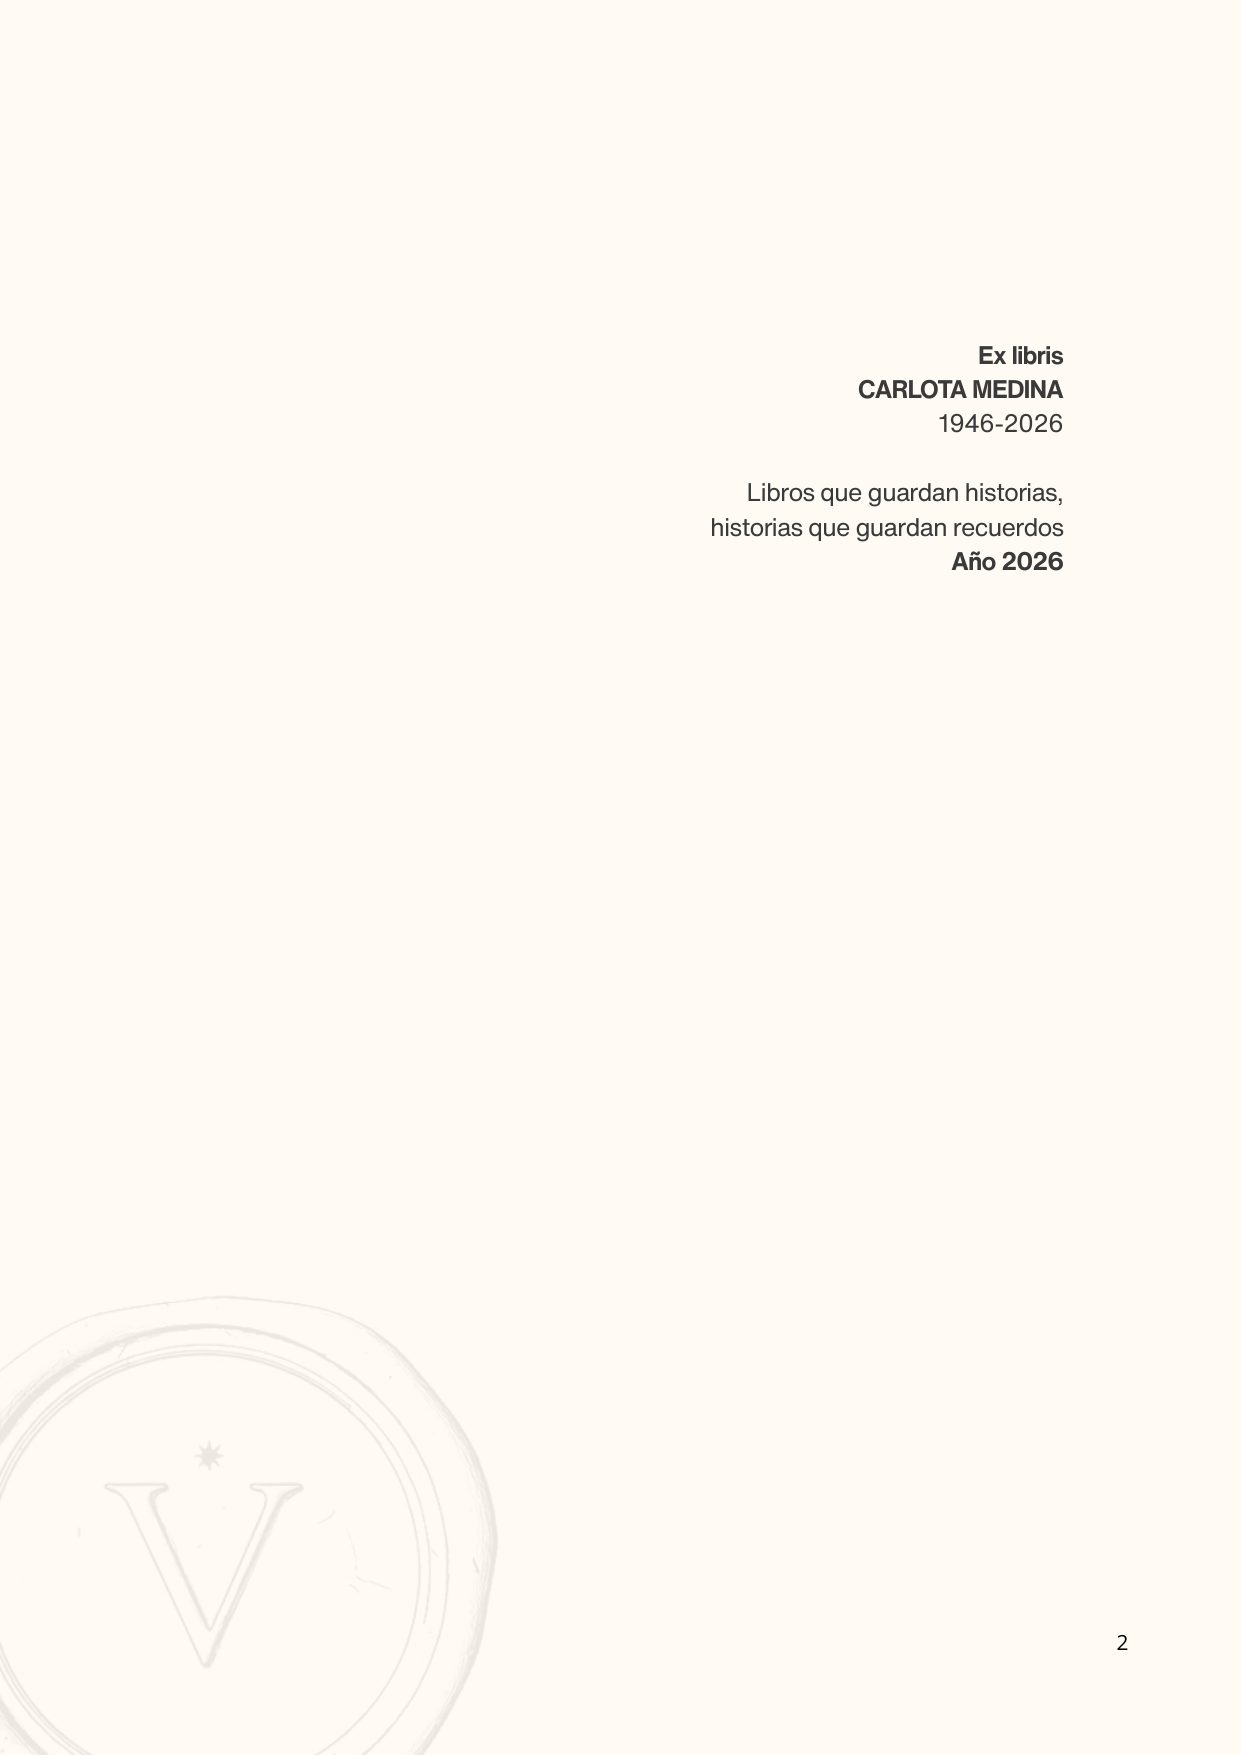 Ex libris
CARLOTA MEDINA
1946-2026
Libros que guardan historias,
historias que guardan recuerdos
Año 2026
V
2